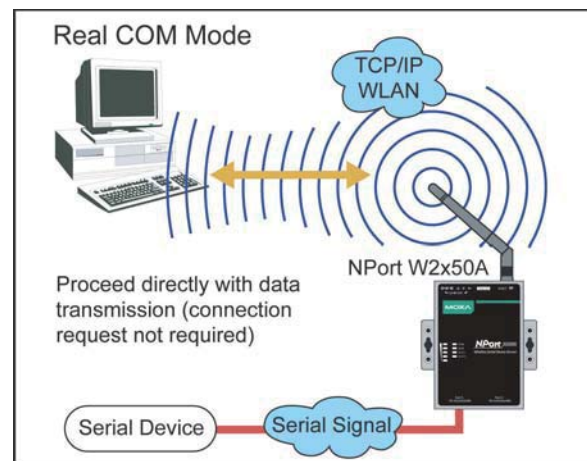 Real COM Mode
TCP/IP
WLAN
NPort W2x50A
Proceed directly with data
transmission (connection
request not required)
MOXA
NPort
Serial Device
Serial Signal